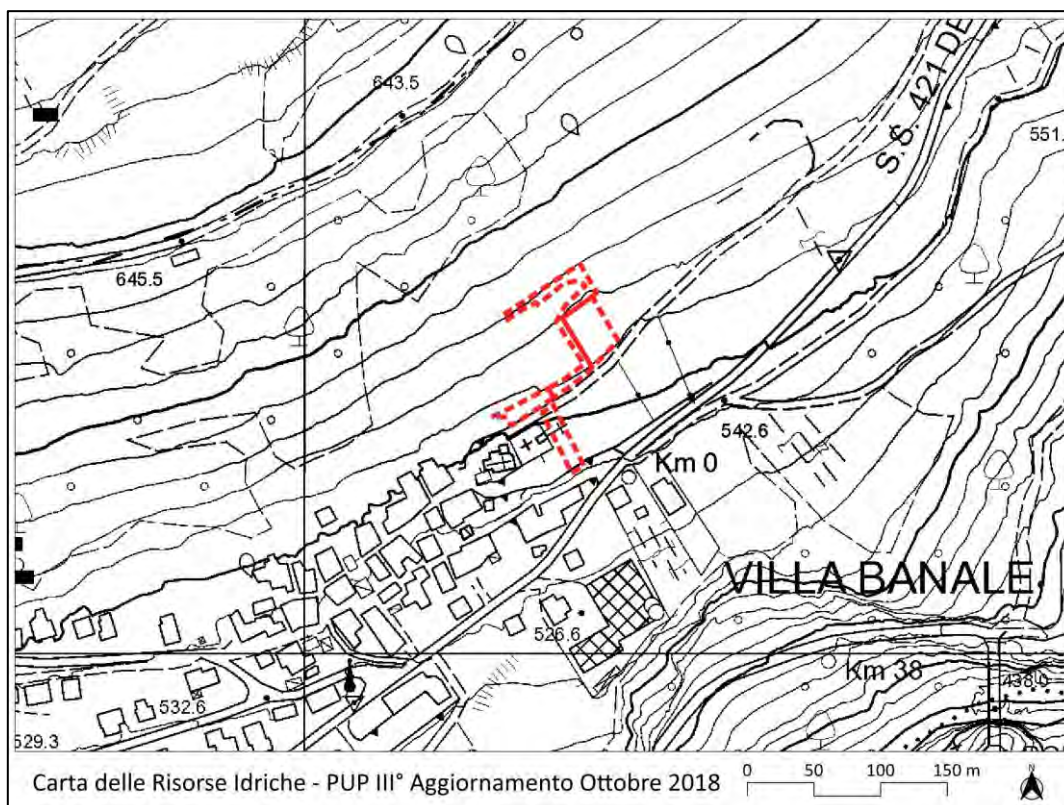 643.5
S.S. 421 DE
551.
645.5
Km 0
542.6
VILLA BANALE
526.6
Km 38
438.0
532.6
529.3
Carta delle Risorse Idriche - PUP III° Aggiornamento Ottobre 2018
0 50 100 150 m
N